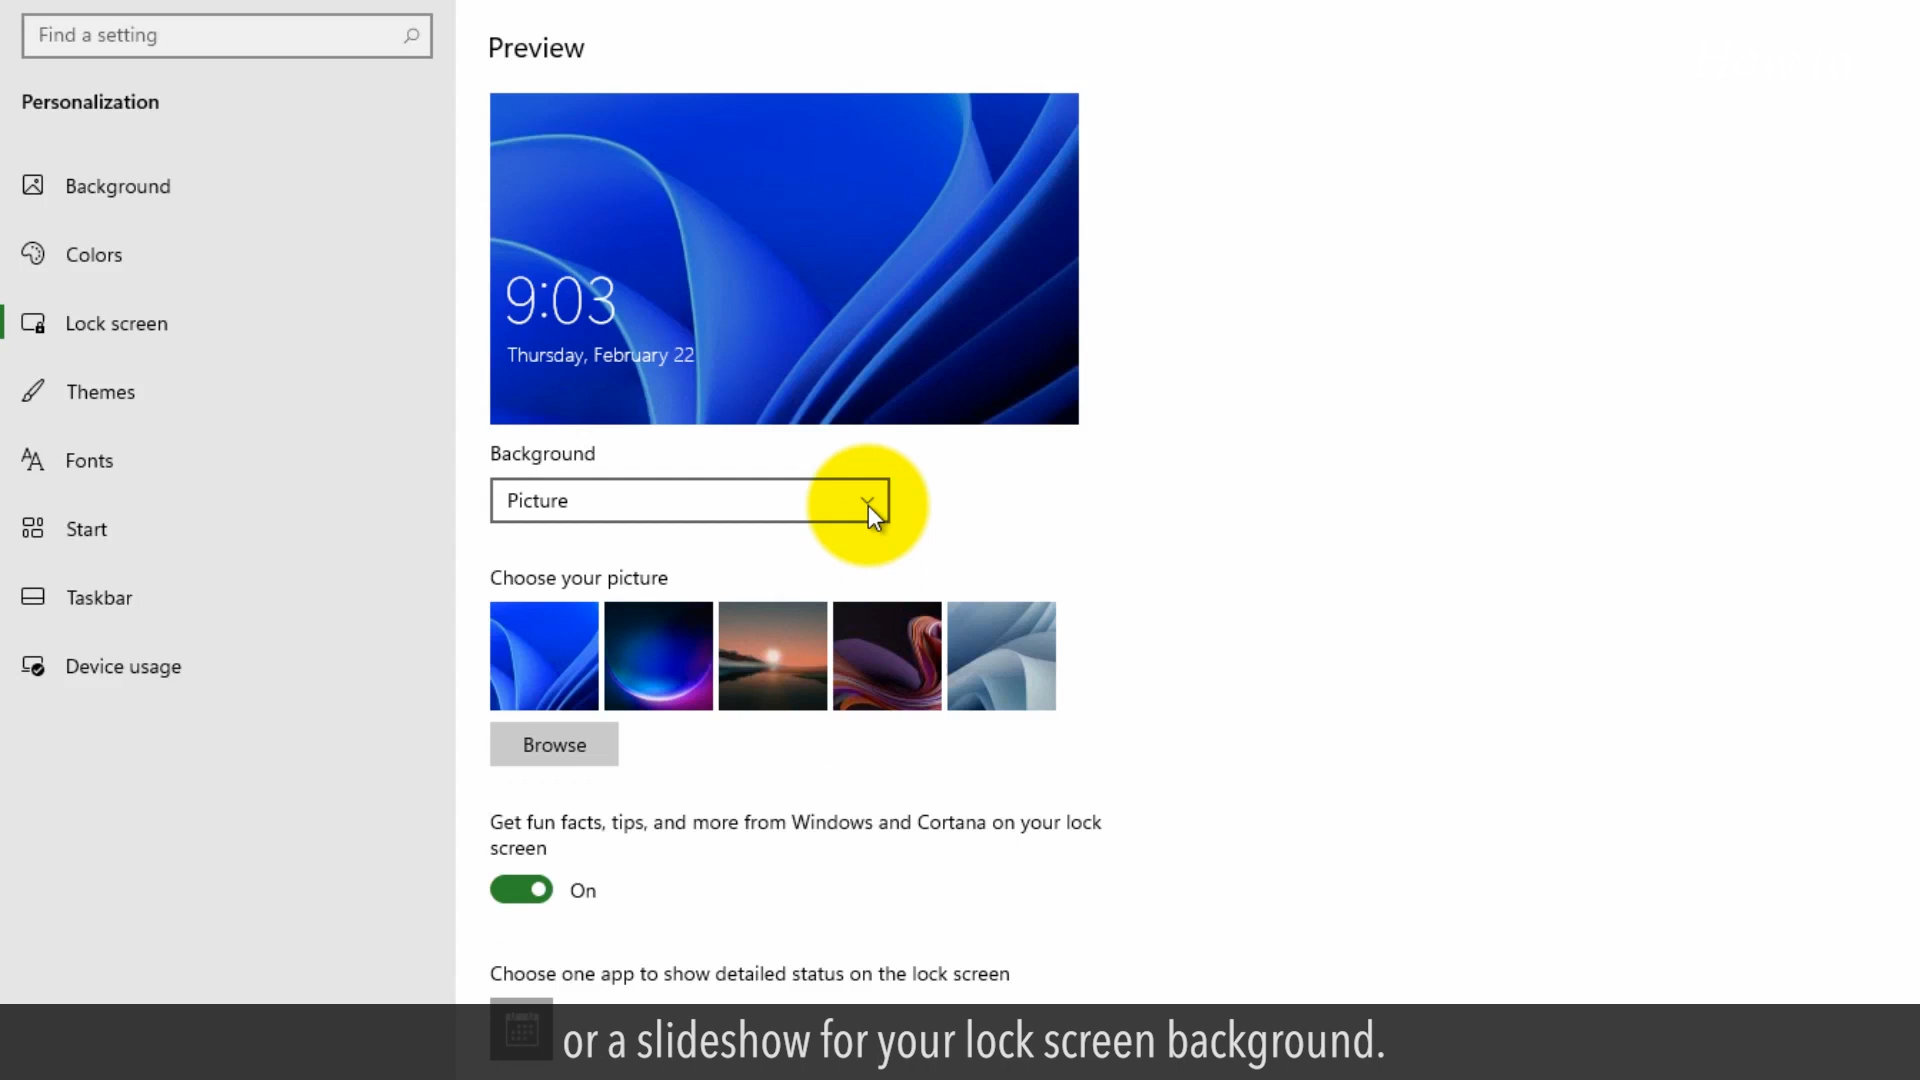 Find a setting
Personalization
Background
Colors
Lock screen
Themes
Fonts
Start
Taskbar
Device usage
Preview
9:03
Thursday, February 22
Background
Picture
Choose your picture
Browse
Get fun facts, tips, and more from Windows and Cortana on your lock
screen
On
Choose one app to show detailed status on the lock screen
or a slideshow for your lock screen background.